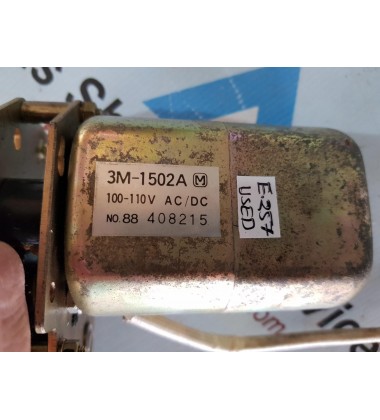 3M-1502A M
100-110V AC/DC
NO.88 408215
E-257
USED